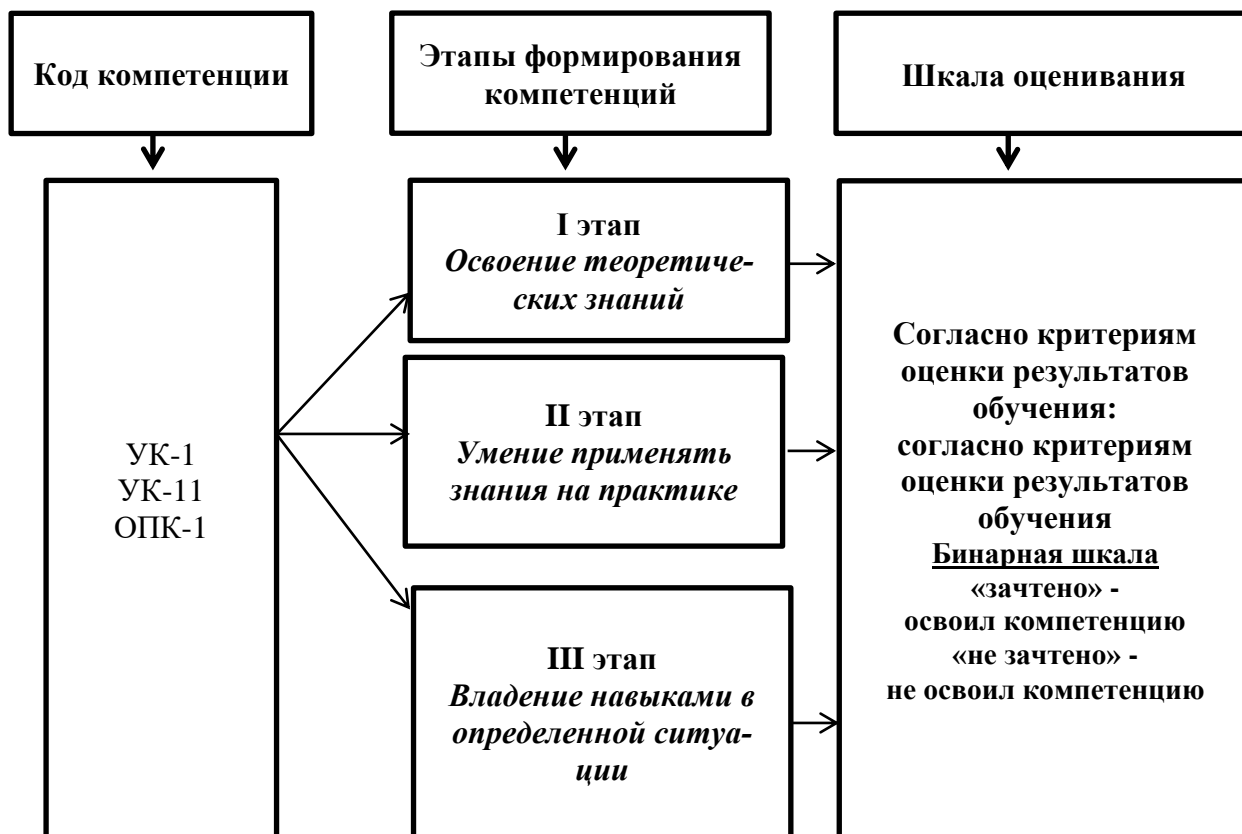 Код компетенции
Этапы формирования
компетенций
Шкала оценивания
УК-1
УК-11
ОПК-1
I этап
Освоение теоретиче-
ских знаний
II этап
Умение применять
знания на практике
III этап
Владение навыками в
определенной ситуа-
ции
Согласно критериям
оценки результатов
обучения:
согласно критериям
оценки результатов
обучения
Бинарная шкала
«зачтено» -
освоил компетенцию
«не зачтено» -
не освоил компетенцию